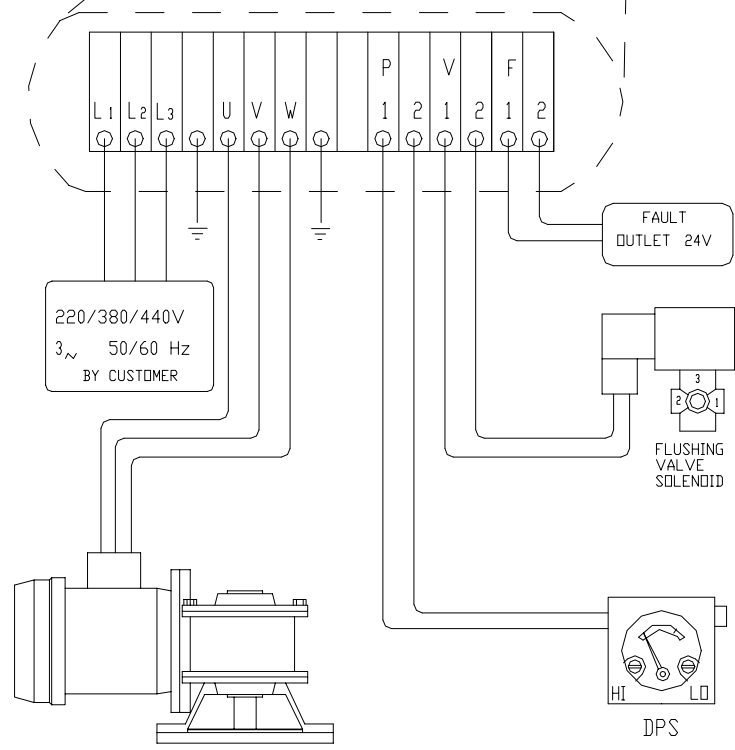 P V F
L1 L2 L3 U V W 1 2 1 2 1 2
FAULT
OUTLET 24V
220/380/440V
3~ 50/60 Hz
BY CUSTOMER
3
2 1
FLUSHING
VALVE
SOLENOID
HI LO
DPS